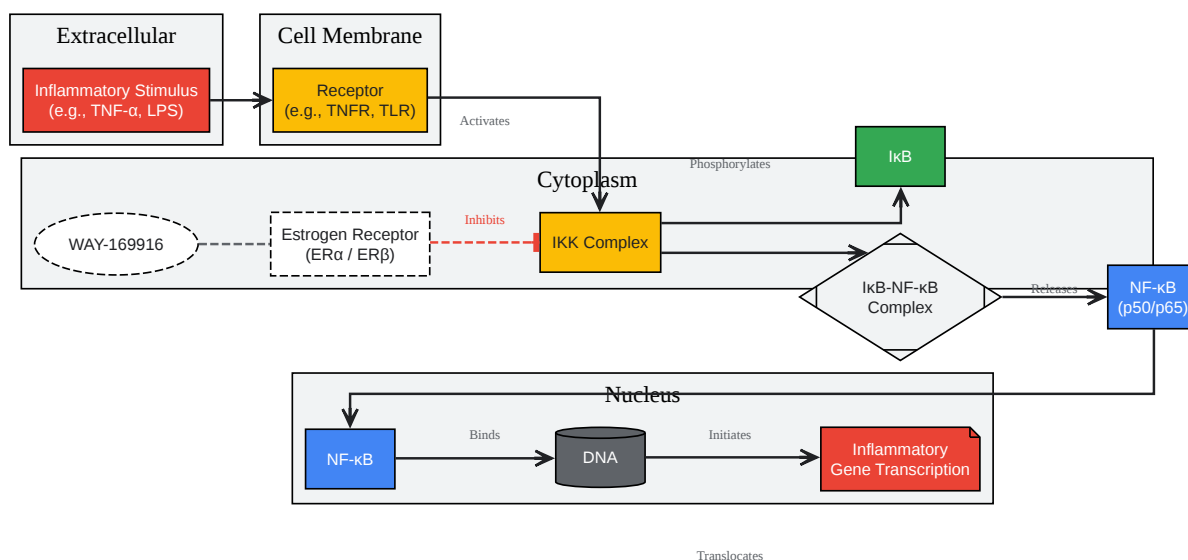 Extracellular
Cell Membrane
Inflammatory Stimulus
(e.g., TNF-α, LPS)
Receptor
(e.g., TNFR, TLR)
Activates
Phosphorylates
IκB
Cytoplasm
WAY-169916
Estrogen Receptor
(ERα / ERβ)
Inhibits
IKK Complex
IκB-NF-κB
Complex
Releases
NF-κB
(p50/p65)
Nucleus
NF-κB
Binds
DNA
Initiates
Inflammatory
Gene Transcription
Translocates